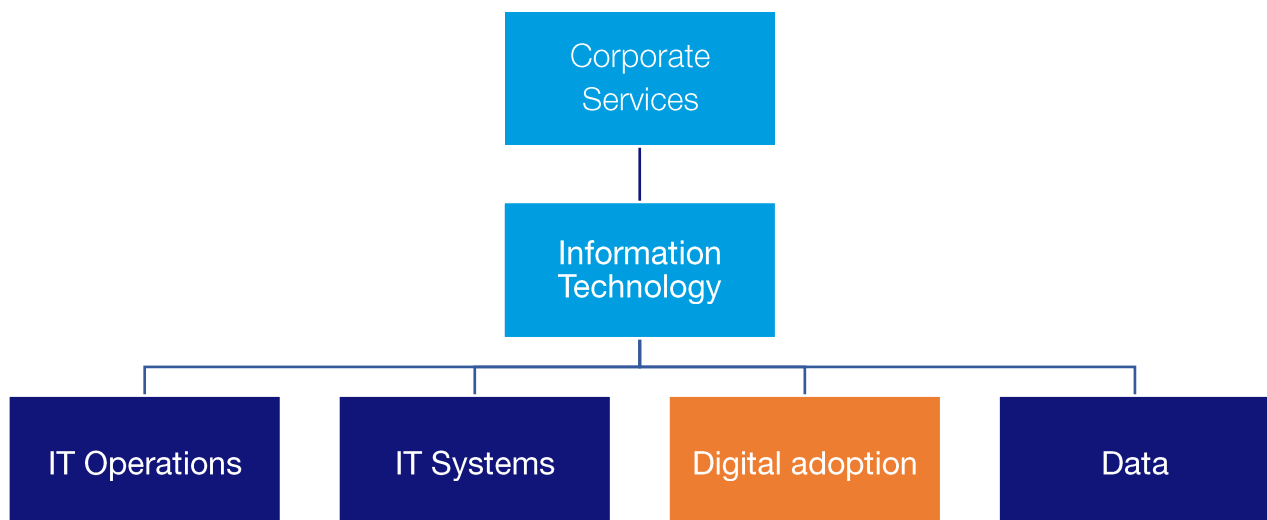 Corporate
Services
Information
Technology
IT Operations
IT Systems
Digital adoption
Data